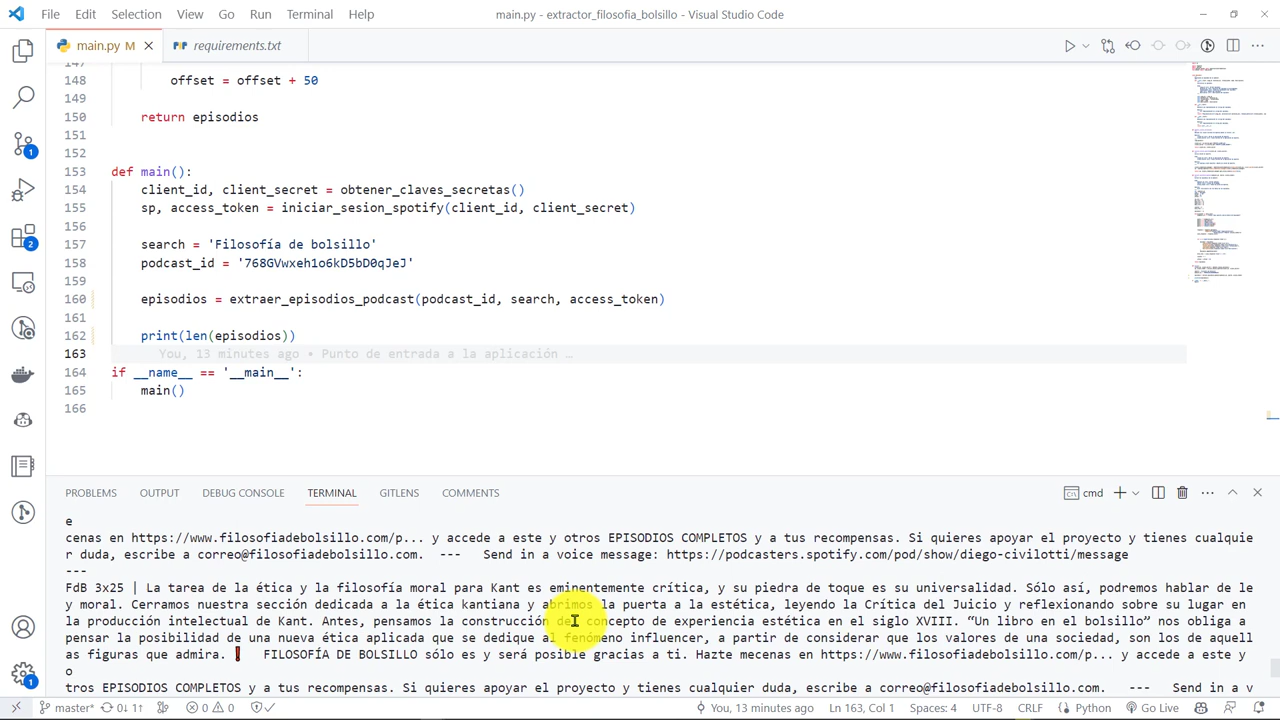 File Edit Selection View Go Run Terminal Help
main.py - extractor_filosofia_bolsillo - Visual Studio Code
main.py M
requirements.txt
147
148 offset = offset + 50
149
150 return episodios
151
152
153 def main():
154
155
156
157 search = 'Filosofía de bolsillo'
158
159
160 episodios = extraer_episodios_podcast(podcast_id, search, access_token)
161
162 print(len(episodios))
163 You, 13 minutes ago • Punto de entrada a la aplicación …
164 if __name__ == '__main__':
165 main()
166
PROBLEMS OUTPUT DEBUG CONSOLE TERMINAL GITLENS COMMENTS
cmd
e
cenas en https://www.filosofiadebolsillo.com/p... y accede a este y otros EPISODIOS COMPLETOS y a tus recompensas. Si quieres apoyar el proyecto y tienes cualquie
r duda, escribe a correo@filosofiadebolsillo.com. --- Send in a voice message: https://podcasters.spotify.com/pod/show/diego-civilotti/message
---
FdB 3x25 | La tarea de la ética y la filosofía moral para Kant es eminentemente crítica, y su piedra de toque es su universalidad. Sólo así, podremos hablar de le
y moral. Cerramos nuestra sección dedicada a la ética kantiana y abrimos la puerta a la estética, leyendo la Crítica del Juicio y reflexionando sobre su lugar en
la producción intelectual de Kant. Antes, pensamos la construcción del concepto de experiencia estética en el siglo XVIII. “Un libro en el bolsillo” nos obliga a
pensar la posibilidad de una nueva ética aplicada que se dedique al fenómeno influencer, a partir de considerar que los valores de una sociedad, son los de aquell
as figuras que admira. ❗ FILOSOFÍA DE BOLSILLO sólo es y será posible gracias a ti. Hazte mecenas en https://www.filosofiadebolsillo.com/p... y accede a este y
o
tros EPISODIOS COMPLETOS y a tus recompensas. Si quieres apoyar el proyecto y tienes cualquier duda, escribe a correo@filosofiadebolsillo.com. --- Send in a v
master* 0↓ 1↑ 0 0 You, 13 minutes ago Ln 163, Col 1 Spaces: 4 UTF-8 CRLF Python Go Live